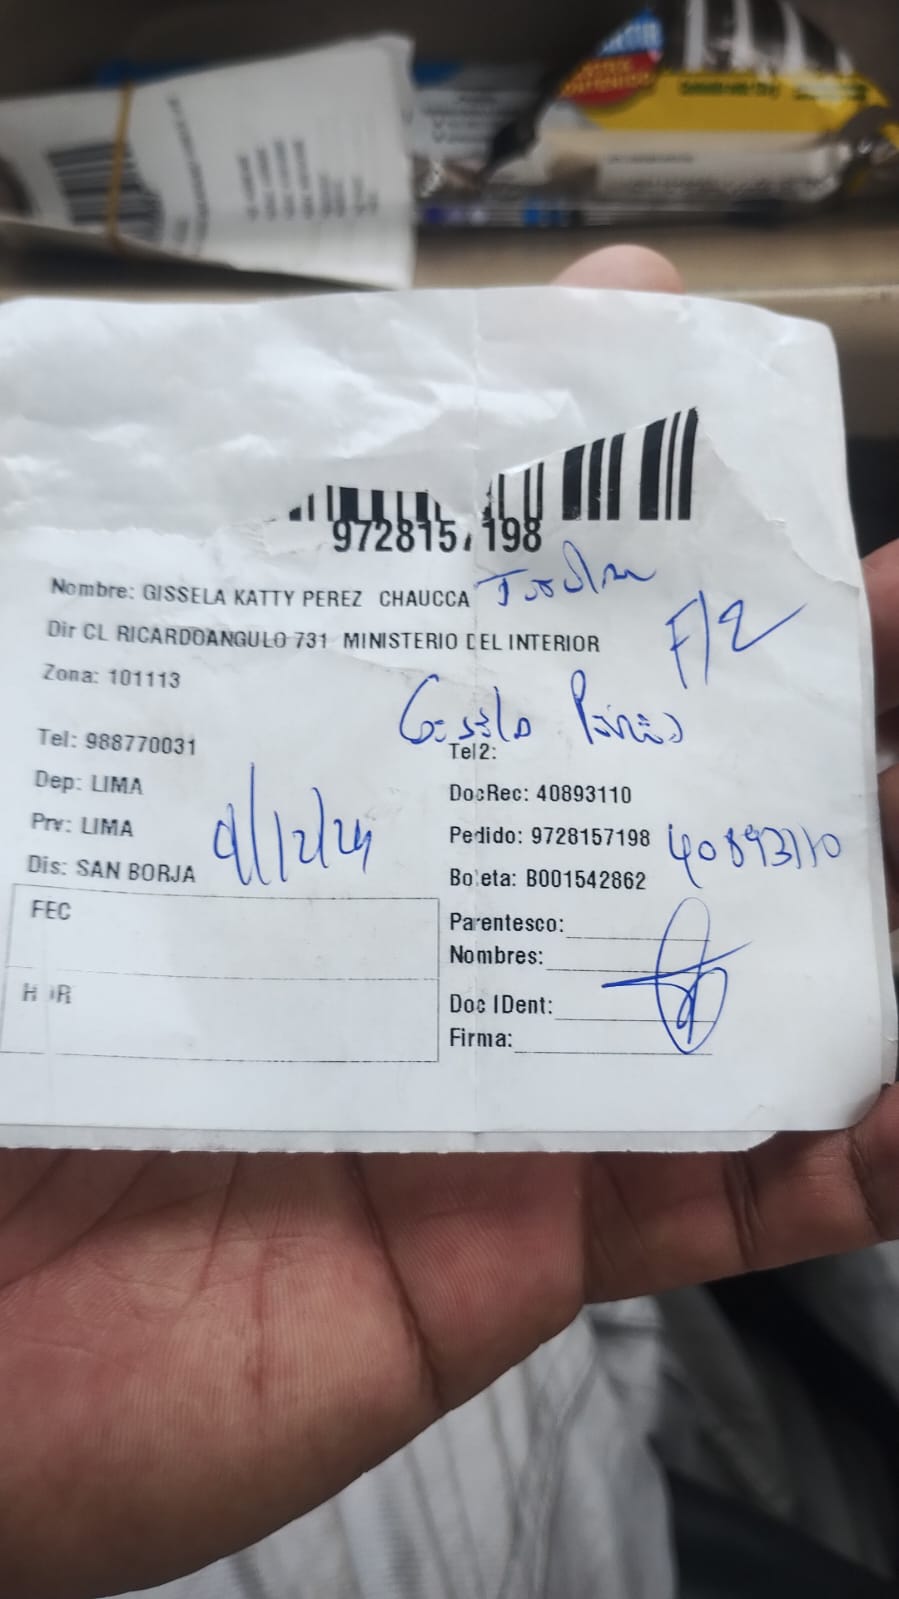 9728157198
Nombre: GISSELA KATTY PEREZ CHAUCCA
Dir CL RICARDOANGULO 731 MINISTERIO DEL INTERIOR
F/2
Zona: 101113
Tel: 988770031
Tel2:
Dep: LIMA
DocRec: 40893110
Prv: LIMA
9/12/24
Pedido: 9728157198 40893110
Dis: SAN BORJA
Boleta: B001542862
FEC
Parentesco:
Nombres:
HOR
Doc IDent:
Firma: